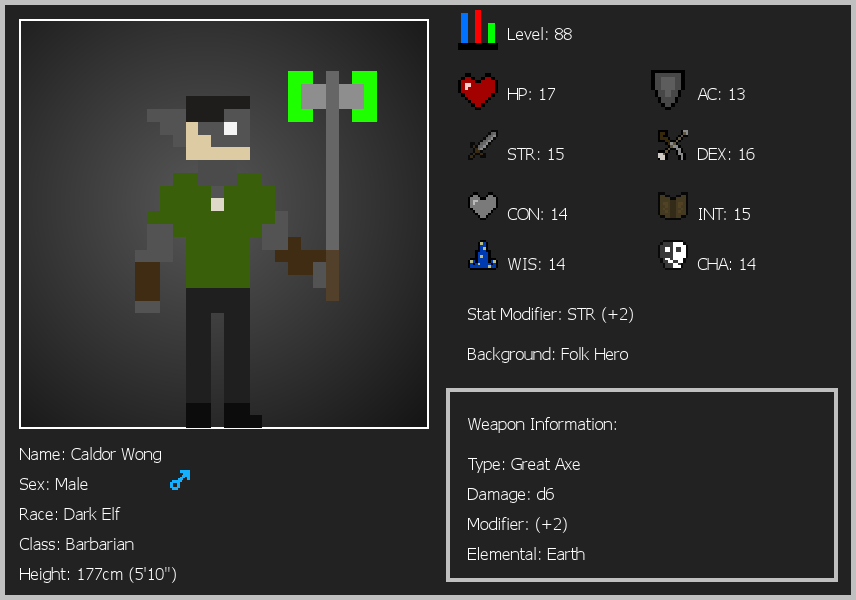 Level: 88
HP: 17
AC: 13
STR: 15
DEX: 16
CON: 14
INT: 15
WIS: 14
CHA: 14
Stat Modifier: STR (+2)
Background: Folk Hero
Weapon Information:
Type: Great Axe
Damage: d6
Modifier: (+2)
Elemental: Earth
Name: Caldor Wong
Sex: Male
Race: Dark Elf
Class: Barbarian
Height: 177cm (5'10")